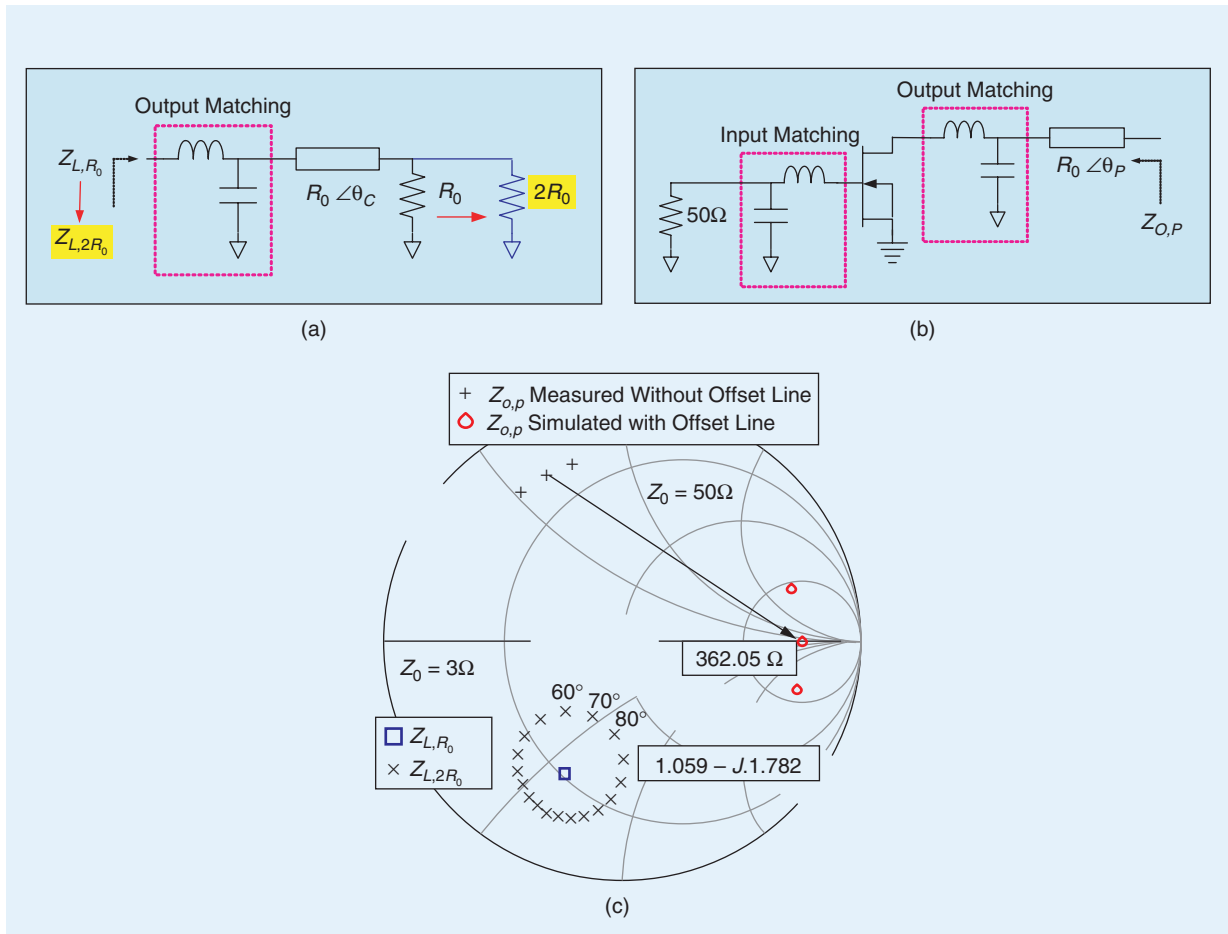 Output Matching
Z_{L,R_0}
Z_{L,2R_0}
R_0 ∠θ_C
R_0
2R_0
(a)
Output Matching
Input Matching
50Ω
R_0 ∠θ_P
Z_{O,P}
(b)
+ Z_{o,p} Measured Without Offset Line
Z_{o,p} Simulated with Offset Line
Z_0 = 50Ω
362.05 Ω
Z_0 = 3Ω
60°
70°
80°
Z_{L,R_0}
× Z_{L,2R_0}
1.059 – J.1.782
(c)